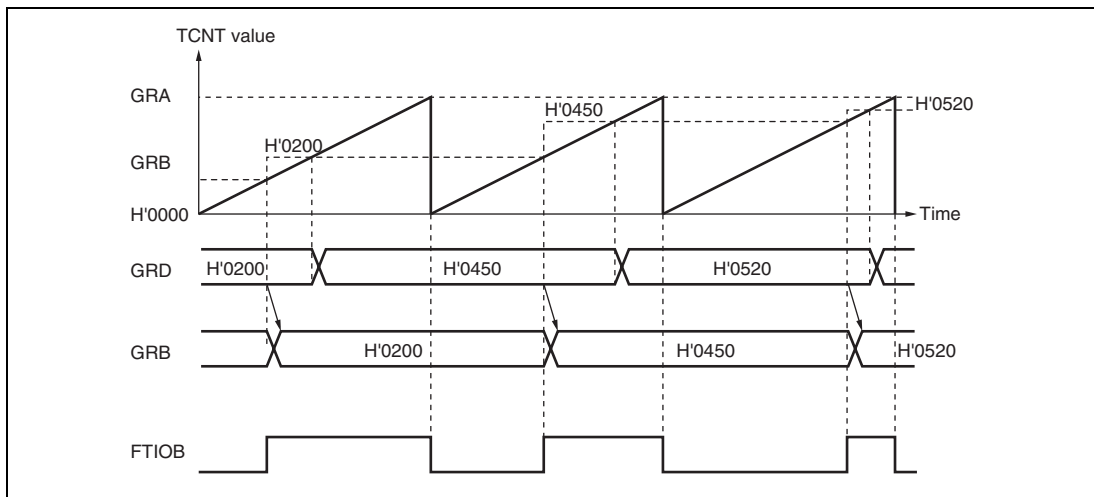 TCNT value
GRA
H'0450
H'0520
H'0200
GRB
H'0000
Time
GRD
H'0200
H'0450
H'0520
GRB
H'0200
H'0450
H'0520
FTIOB